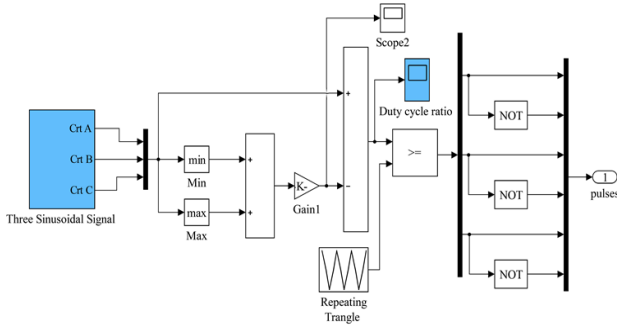 Scope2
Duty cycle ratio
Crt A
Crt B
Crt C
Three Sinusoidal Signal
min
Min
max
Max
+
+
K-
Gain1
+
−
>=
Repeating
Trangle
NOT
NOT
NOT
1
pulses